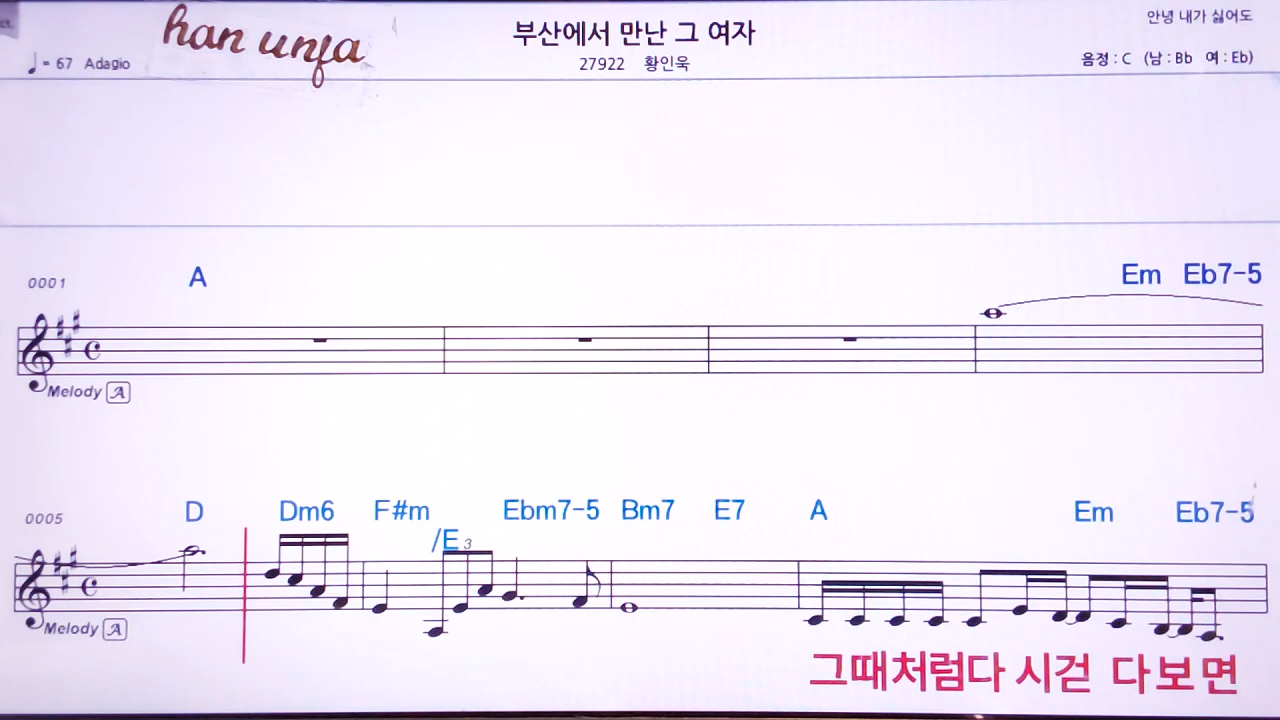 han unja
부산에서 만난 그 여자
안녕 내가 싫어도
♩= 67 Adagio
27922 황인욱
음정 : C (남 : Bb 여 : Eb)
0001
A Em Eb7-5
Melody A
0005
D Dm6 F#m Ebm7-5 Bm7 E7 A Em Eb7-5
/E 3
Melody A
그때처럼다 시걷 다보면